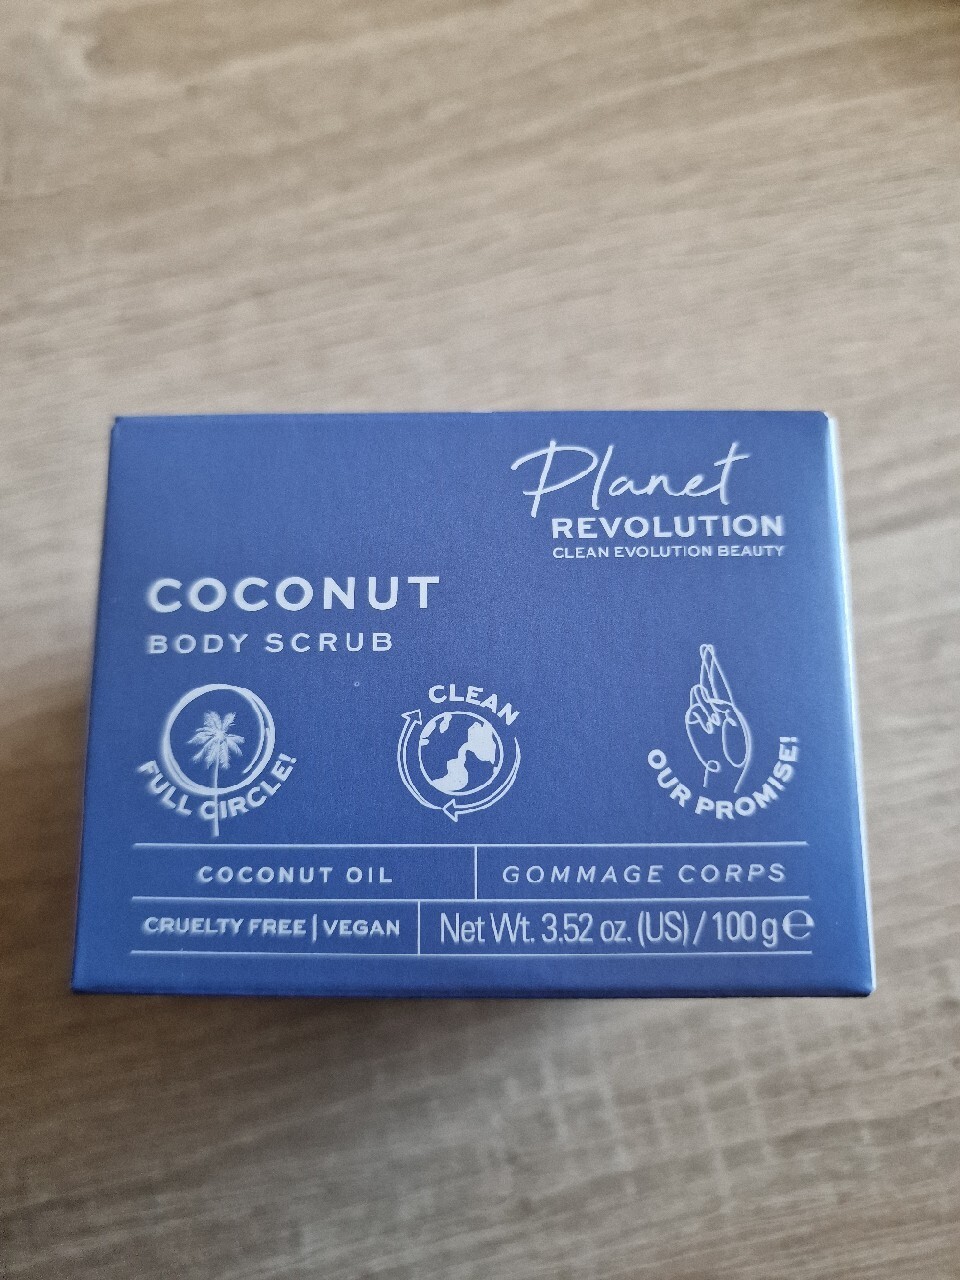 Planet
REVOLUTION
CLEAN EVOLUTION BEAUTY
COCONUT
BODY SCRUB
FULL CIRCLE!
CLEAN
OUR PROMISE!
COCONUT OIL
GOMMAGE CORPS
CRUELTY FREE | VEGAN
Net Wt. 3.52 oz. (US) / 100 g ℮